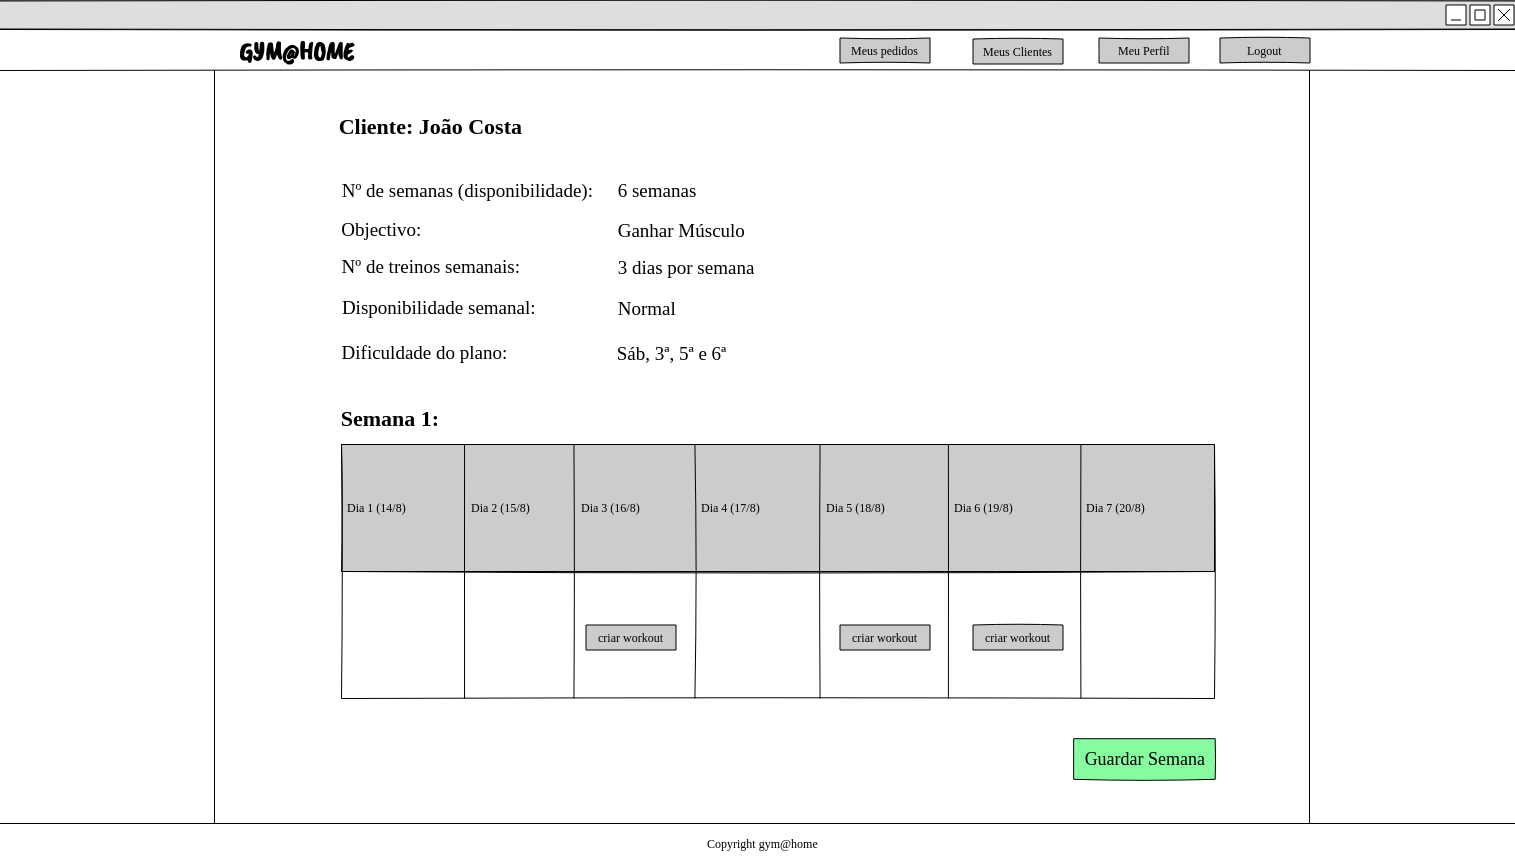 GYM@HOME
Meus pedidos
Meus Clientes
Meu Perfil
Logout
Cliente: João Costa
Nº de semanas (disponibilidade): 6 semanas
Objectivo: Ganhar Músculo
Nº de treinos semanais: 3 dias por semana
Disponibilidade semanal: Normal
Dificuldade do plano: Sáb, 3ª, 5ª e 6ª
Semana 1:
Dia 1 (14/8) Dia 2 (15/8) Dia 3 (16/8) Dia 4 (17/8) Dia 5 (18/8) Dia 6 (19/8) Dia 7 (20/8)
criar workout criar workout criar workout
Guardar Semana
Copyright gym@home